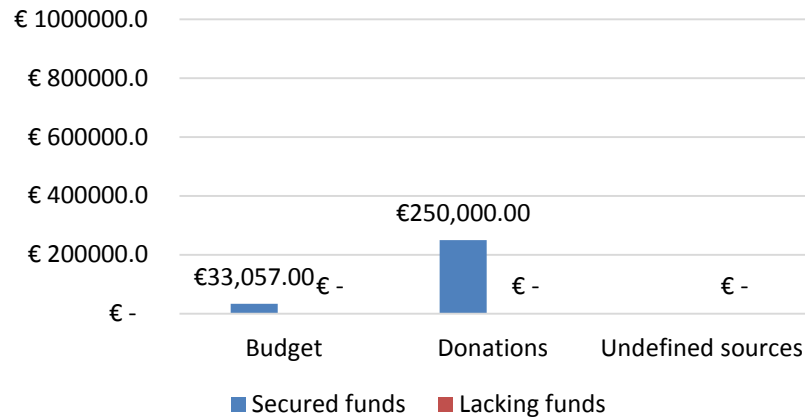 € 1000000.0
€ 800000.0
€ 600000.0
€ 400000.0
€ 200000.0
€ -
€33,057.00
€ -
€250,000.00
€ -
€ -
Budget
Donations
Undefined sources
Secured funds
Lacking funds